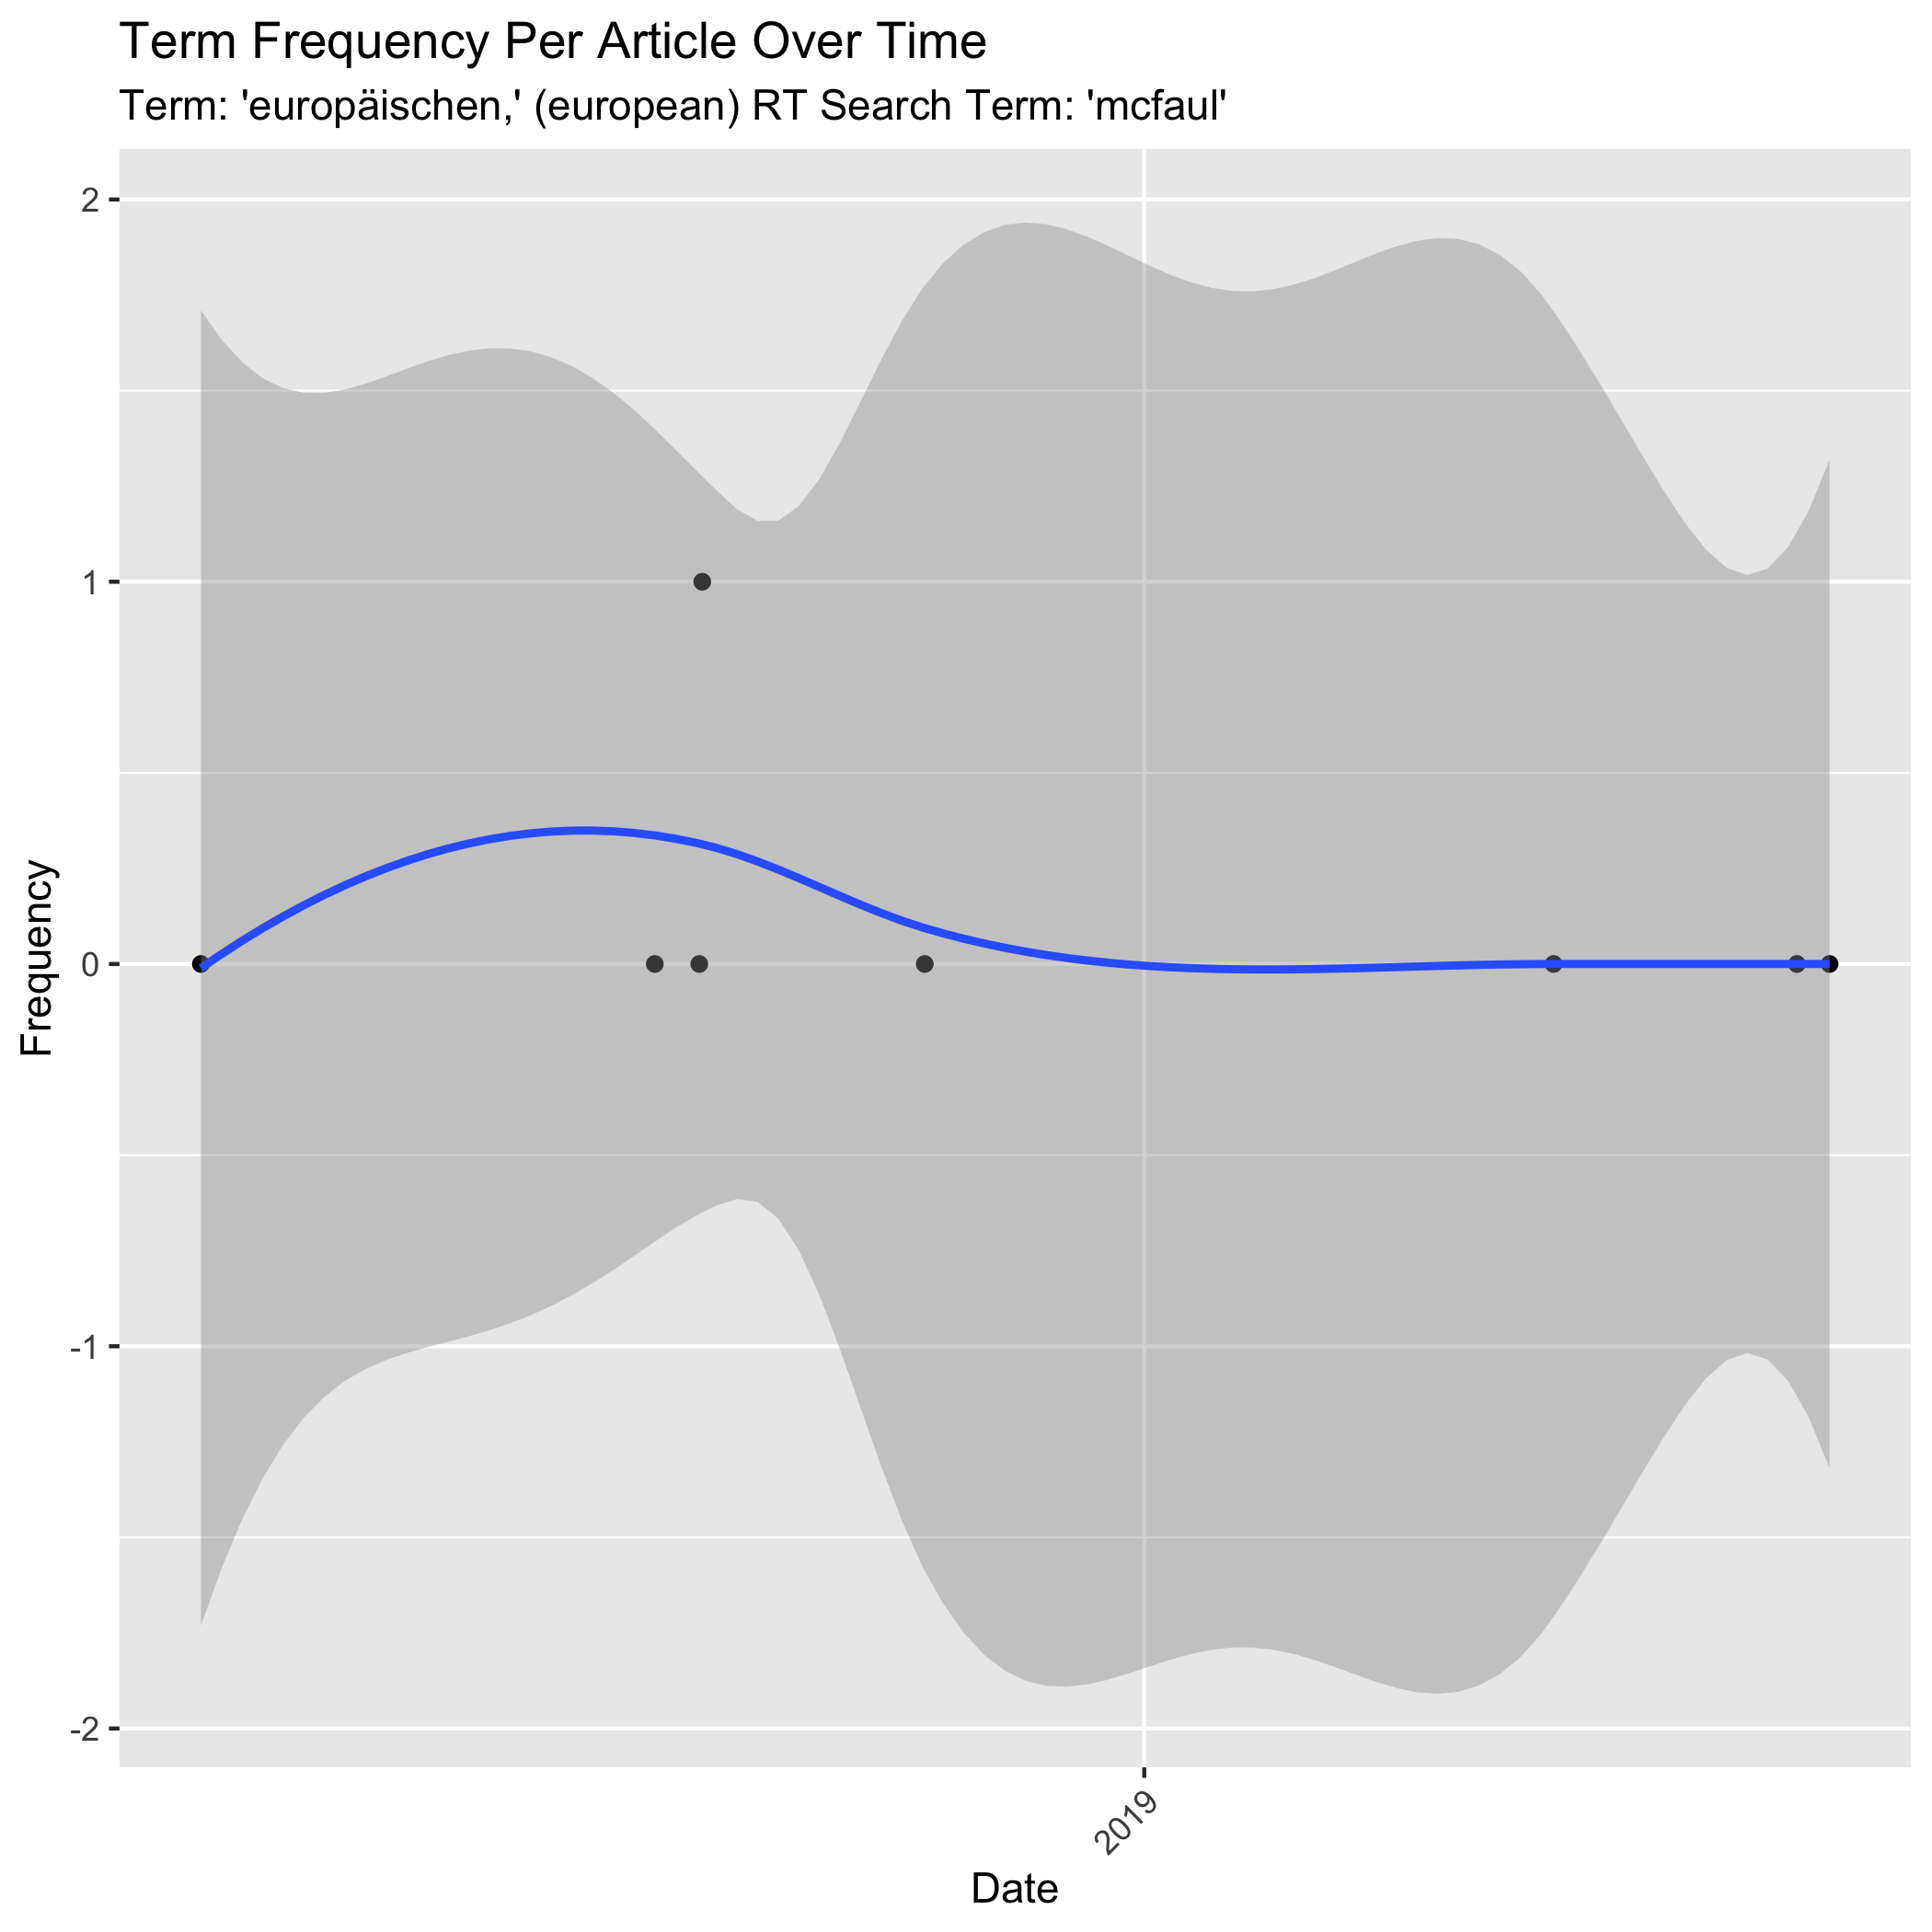 Term Frequency Per Article Over Time
Term: 'europäischen,' (european) RT Search Term: 'mcfaul'
Frequency
2
1
0
-1
-2
2019
Date